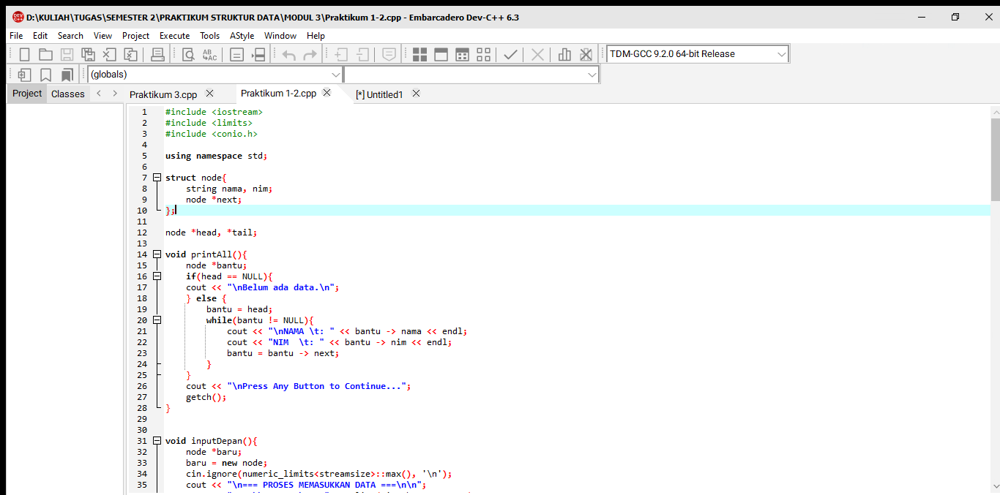 D:\KULIAH\TUGAS\SEMESTER 2\PRAKTIKUM STRUKTUR DATA\MODUL 3\Praktikum 1-2.cpp - Embarcadero Dev-C++ 6.3
File Edit Search View Project Execute Tools AStyle Window Help
TDM-GCC 9.2.0 64-bit Release
(globals)
Project Classes Praktikum 3.cpp Praktikum 1-2.cpp [*] Untitled1
1 #include <iostream>
2 #include <limits>
3 #include <conio.h>
4
5 using namespace std;
6
7 struct node{
8 string nama, nim;
9 node *next;
10 };
11
12 node *head, *tail;
13
14 void printAll(){
15 node *bantu;
16 if(head == NULL){
17 cout << "\nBelum ada data.\n";
18 } else {
19 bantu = head;
20 while(bantu != NULL){
21 cout << "\nNAMA \t: " << bantu -> nama << endl;
22 cout << "NIM  \t: " << bantu -> nim << endl;
23 bantu = bantu -> next;
24 }
25 }
26 cout << "\nPress Any Button to Continue...";
27 getch();
28 }
29
30
31 void inputDepan(){
32 node *baru;
33 baru = new node;
34 cin.ignore(numeric_limits<streamsize>::max(), '\n');
35 cout << "\n=== PROSES MEMASUKKAN DATA ===\n\n";